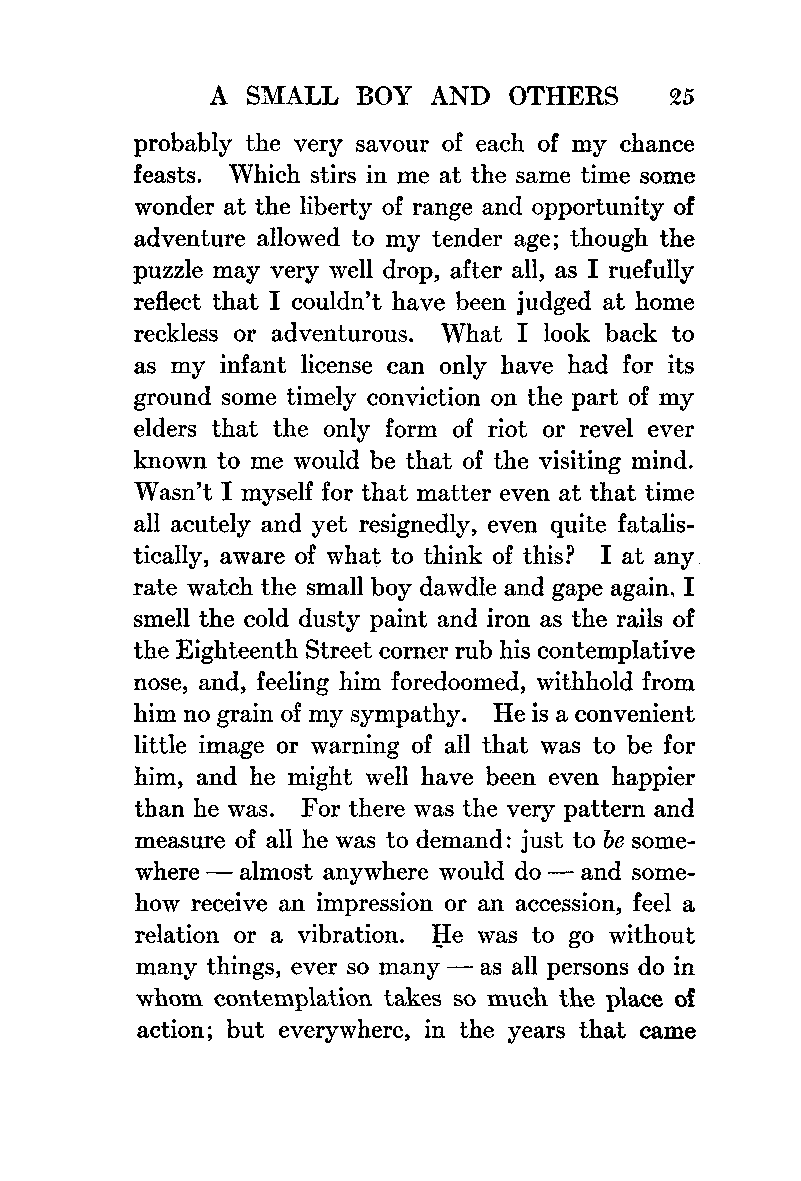 A SMALL BOY AND OTHERS 25
probably the very savour of each of my chance
feasts. Which stirs in me at the same time some
wonder at the liberty of range and opportunity of
adventure allowed to my tender age; though the
puzzle may very well drop, after all, as I ruefully
reflect that I couldn't have been judged at home
reckless or adventurous. What I look back to
as my infant license can only have had for its
ground some timely conviction on the part of my
elders that the only form of riot or revel ever
known to me would be that of the visiting mind.
Wasn't I myself for that matter even at that time
all acutely and yet resignedly, even quite fatalis-
tically, aware of what to think of this? I at any
rate watch the small boy dawdle and gape again, I
smell the cold dusty paint and iron as the rails of
the Eighteenth Street corner rub his contemplative
nose, and, feeling him foredoomed, withhold from
him no grain of my sympathy. He is a convenient
little image or warning of all that was to be for
him, and he might well have been even happier
than he was. For there was the very pattern and
measure of all he was to demand: just to be some-
where — almost anywhere would do — and some-
how receive an impression or an accession, feel a
relation or a vibration. He was to go without
many things, ever so many — as all persons do in
whom contemplation takes so much the place of
action; but everywhere, in the years that came